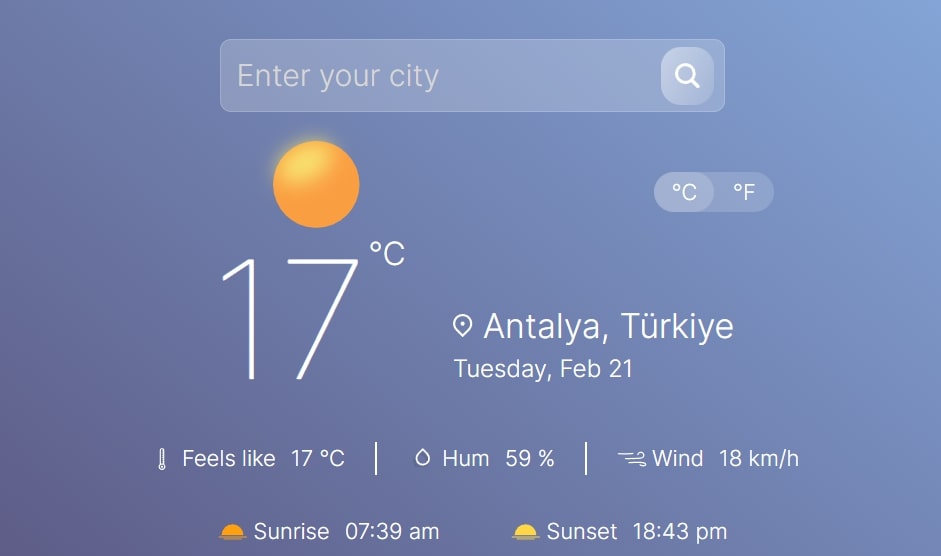 Enter your city
°C °F
17 °C
Antalya, Türkiye
Tuesday, Feb 21
Feels like 17 °C Hum 59 % Wind 18 km/h
Sunrise 07:39 am Sunset 18:43 pm